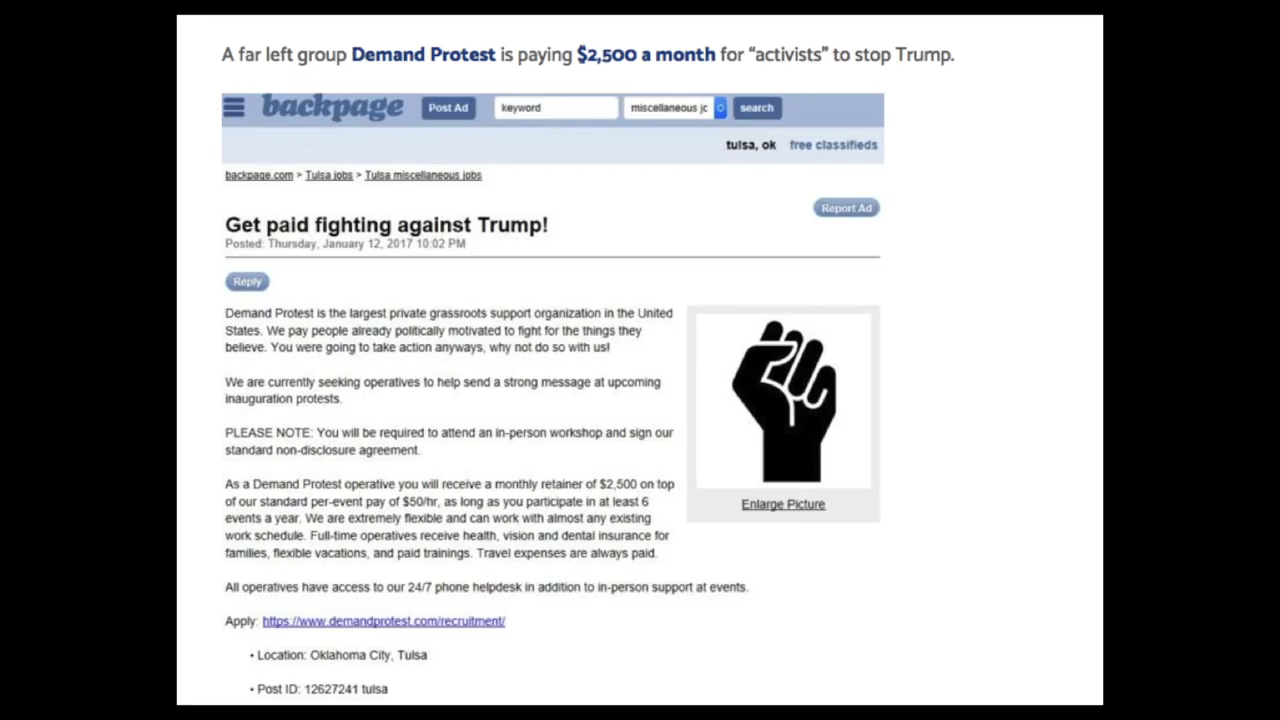 A far left group Demand Protest is paying $2,500 a month for “activists” to stop Trump.
backpage Post Ad keyword miscellaneous jc search
tulsa, ok free classifieds
backpage.com > Tulsa jobs > Tulsa miscellaneous jobs
Report Ad
Get paid fighting against Trump!
Posted: Thursday, January 12, 2017 10:02 PM
Reply
Demand Protest is the largest private grassroots support organization in the United
States. We pay people already politically motivated to fight for the things they
believe. You were going to take action anyways, why not do so with us!
We are currently seeking operatives to help send a strong message at upcoming
inauguration protests.
PLEASE NOTE: You will be required to attend an in-person workshop and sign our
standard non-disclosure agreement.
As a Demand Protest operative you will receive a monthly retainer of $2,500 on top
of our standard per-event pay of $50/hr, as long as you participate in at least 6
events a year. We are extremely flexible and can work with almost any existing
work schedule. Full-time operatives receive health, vision and dental insurance for
families, flexible vacations, and paid trainings. Travel expenses are always paid.
Enlarge Picture
All operatives have access to our 24/7 phone helpdesk in addition to in-person support at events.
Apply: https://www.demandprotest.com/recruitment/
• Location: Oklahoma City, Tulsa
• Post ID: 12627241 tulsa